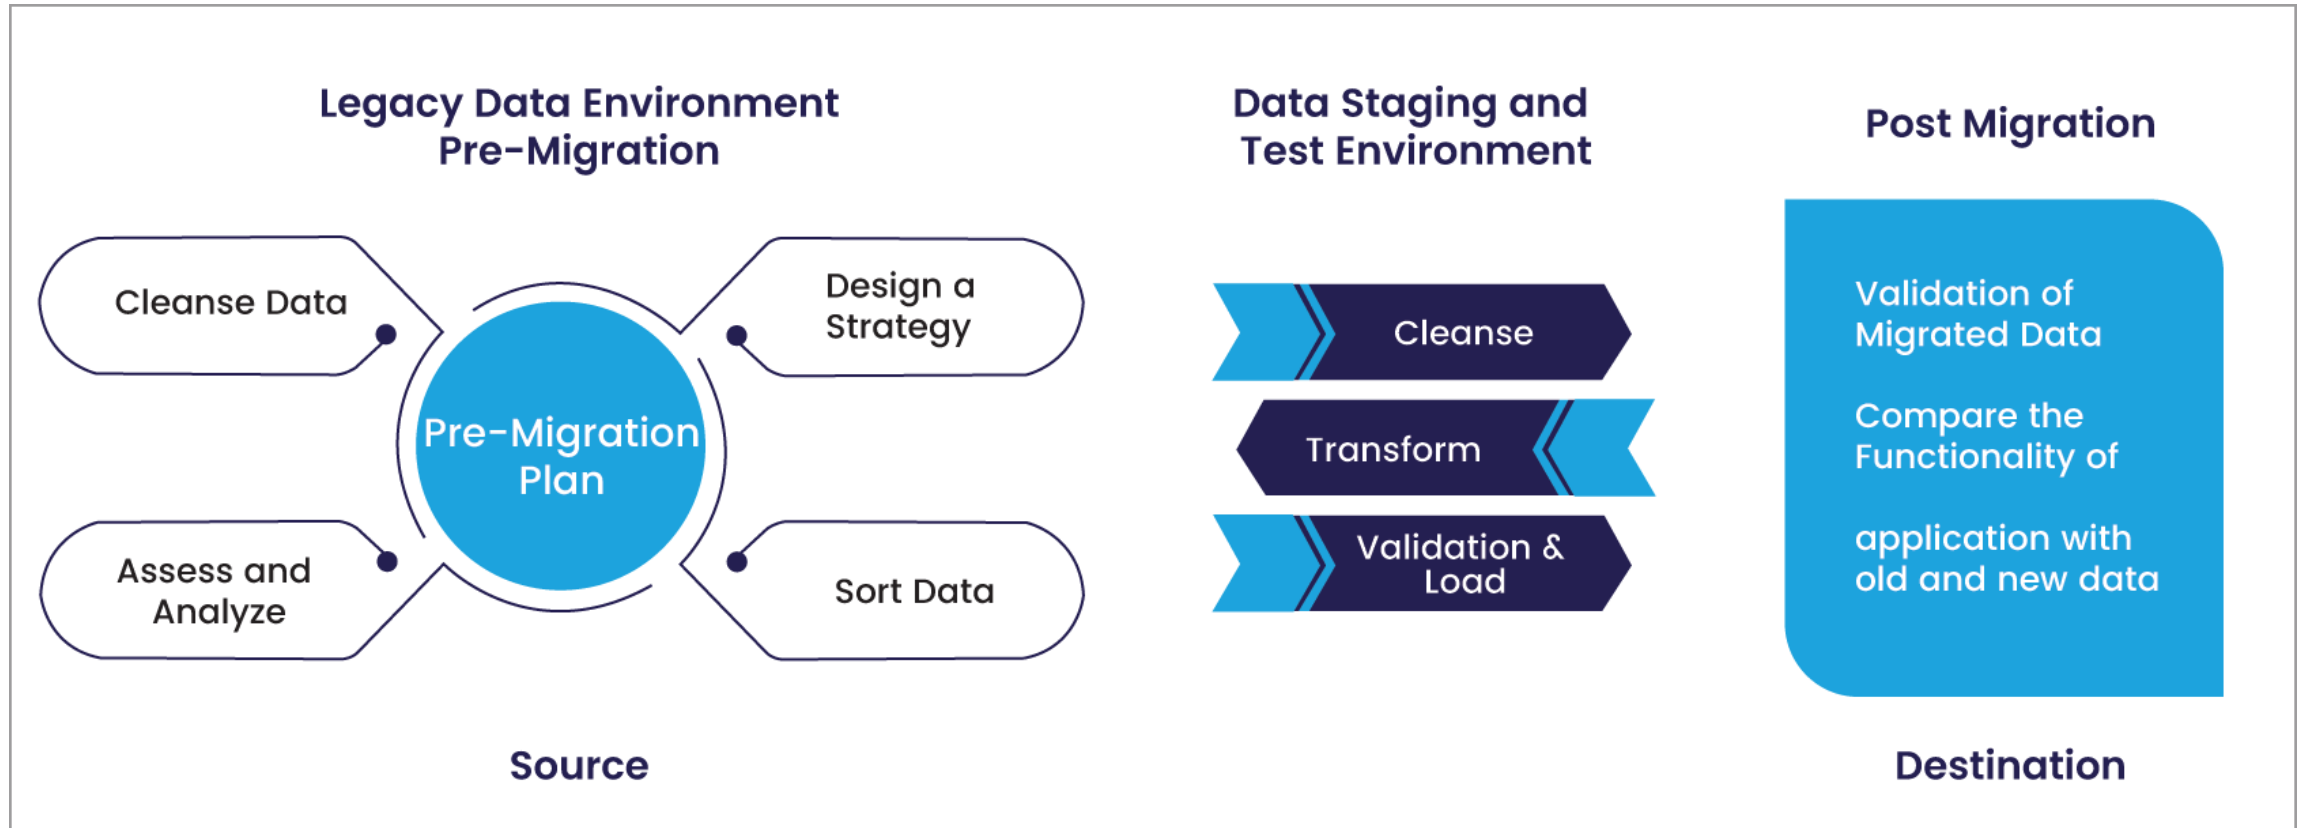 Legacy Data Environment
Pre-Migration
Cleanse Data
Design a
Strategy
Pre-Migration
Plan
Assess and
Analyze
Sort Data
Source
Data Staging and
Test Environment
Cleanse
Transform
Validation &
Load
Post Migration
Validation of
Migrated Data
Compare the
Functionality of
application with
old and new data
Destination